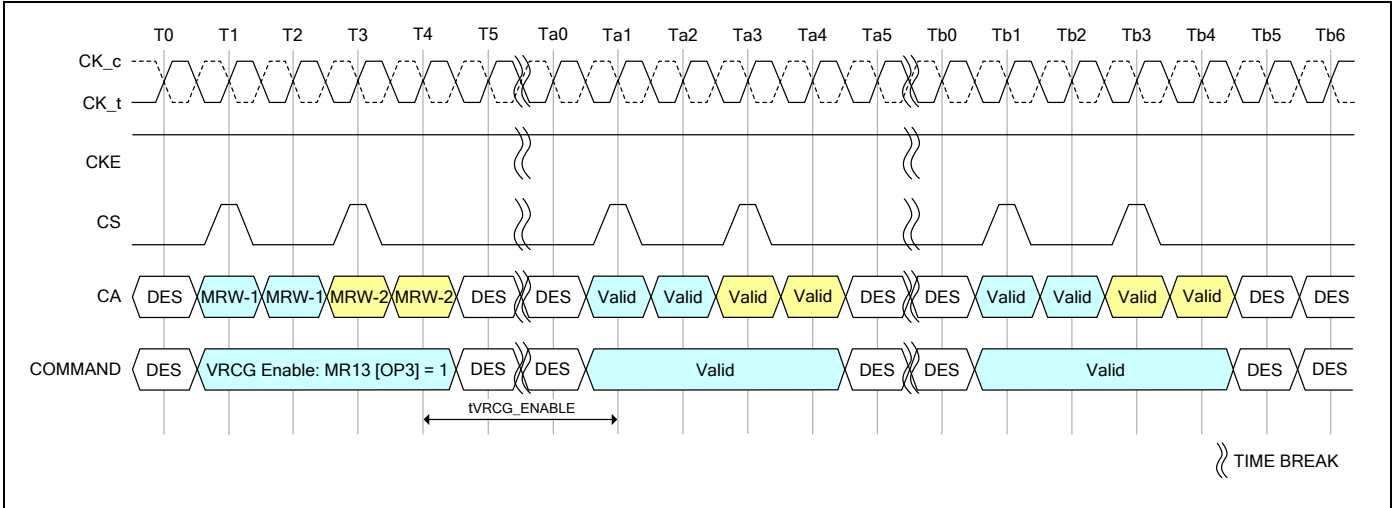 T0 T1 T2 T3 T4 T5 Ta0 Ta1 Ta2 Ta3 Ta4 Ta5 Tb0 Tb1 Tb2 Tb3 Tb4 Tb5 Tb6
CK_c
CK_t
CKE
CS
CA DES MRW-1 MRW-1 MRW-2 MRW-2 DES DES Valid Valid Valid Valid DES DES Valid Valid Valid Valid DES DES
COMMAND DES VRCG Enable: MR13 [OP3] = 1 DES DES Valid DES DES Valid DES DES
tVRCG_ENABLE
TIME BREAK